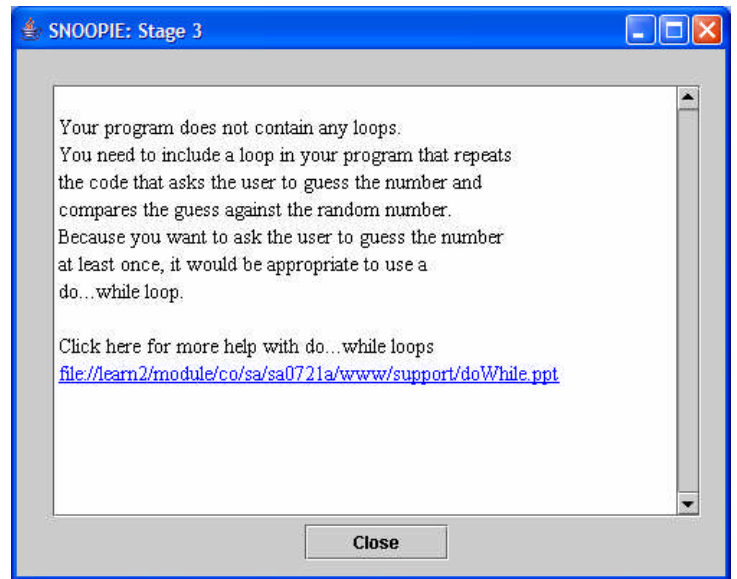 SNOOPIE: Stage 3
Your program does not contain any loops.
You need to include a loop in your program that repeats
the code that asks the user to guess the number and
compares the guess against the random number.
Because you want to ask the user to guess the number
at least once, it would be appropriate to use a
do...while loop.
Click here for more help with do...while loops
file://learn2/module/co/sa/sa0721a/www/support/doWhile.ppt
Close